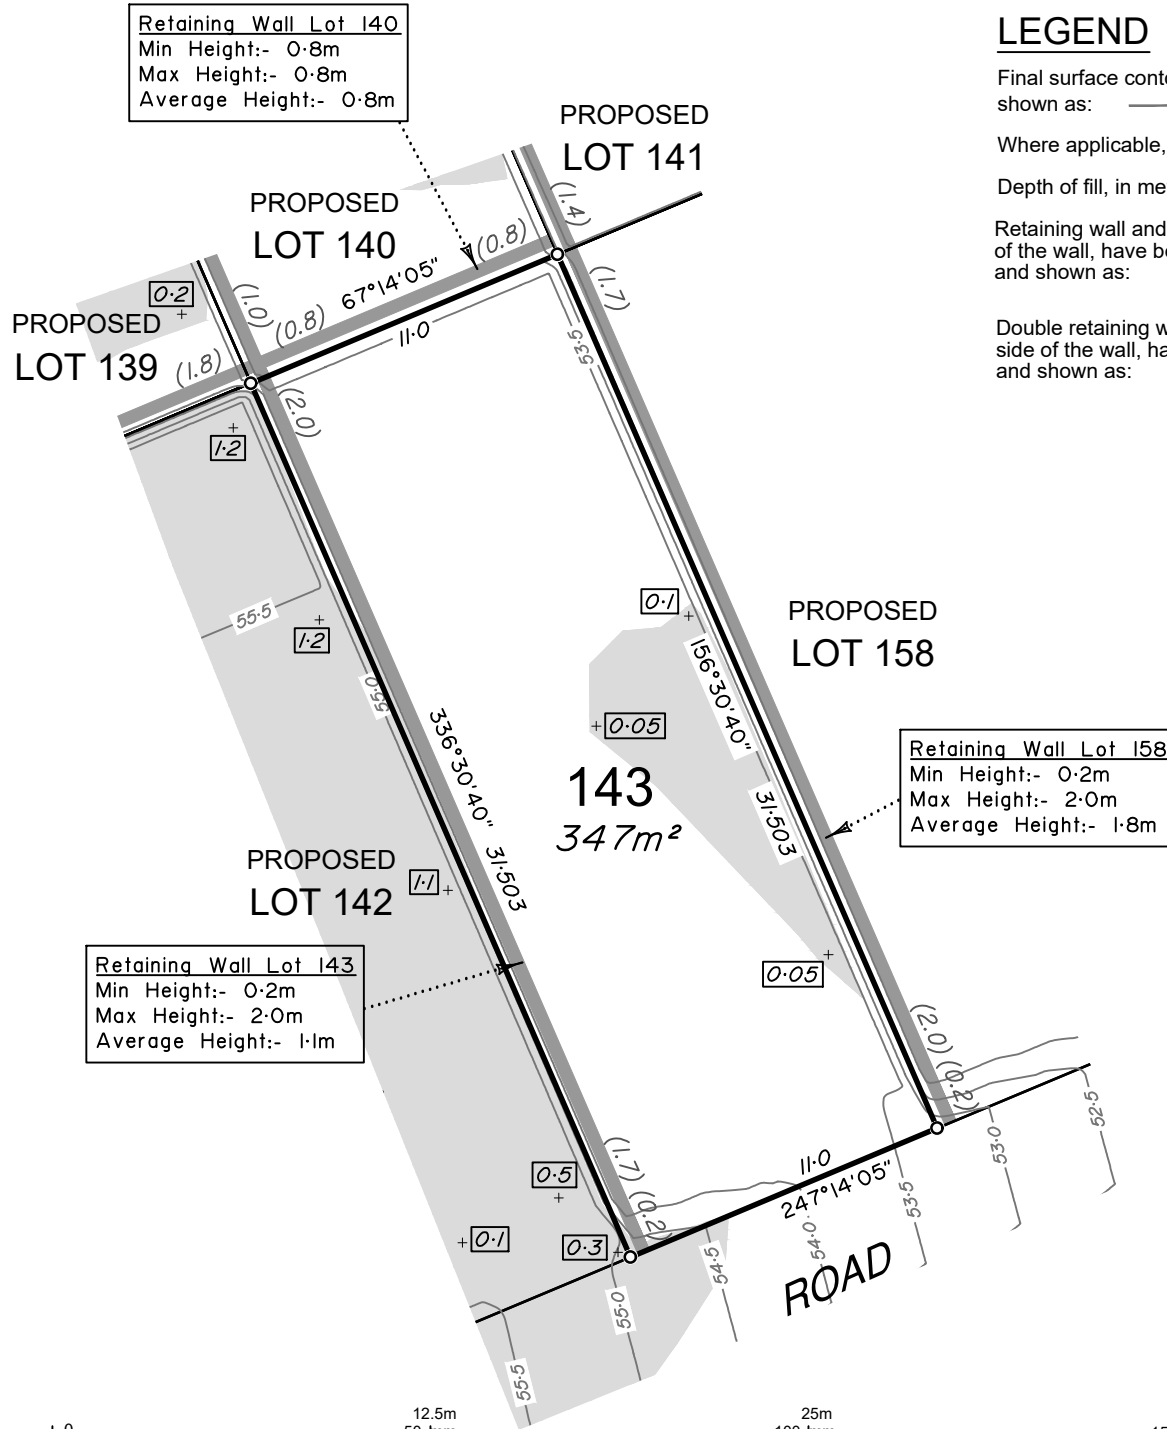 Retaining Wall Lot 140
Min Height:- 0·8m
Max Height:- 0·8m
Average Height:- 0·8m
LEGEND
Final surface
shown as:
Where applicable,
Depth of fill, in
Retaining wall and
of the wall, have
and shown as:
Double retaining
side of the wall,
and shown as:
PROPOSED
LOT 141
PROPOSED
LOT 140
PROPOSED
LOT 139
0·2
(1.0)
(0.8)
67°14'05"
(0.8)
(1.4)
(1.7)
11·0
53·5
(1.8)
(2.0)
1·2
55·5
1·2
55·0
0·1
PROPOSED
LOT 158
156°30'40"
31·503
0·05
143
347m²
336°30'40" 31·503
Retaining Wall Lot 158
Min Height:- 0·2m
Max Height:- 2·0m
Average Height:- 1·8m
PROPOSED
LOT 142
1·1
Retaining Wall Lot 143
Min Height:- 0·2m
Max Height:- 2·0m
Average Height:- 1·1m
0·05
(2.0) (0.2)
(1.7) (0.2)
0·5
0·1
0·3
11·0
247°14'05"
ROAD
55·5
55·0
54·5
54·0
53·5
53·0
52·5
12.5m
25m